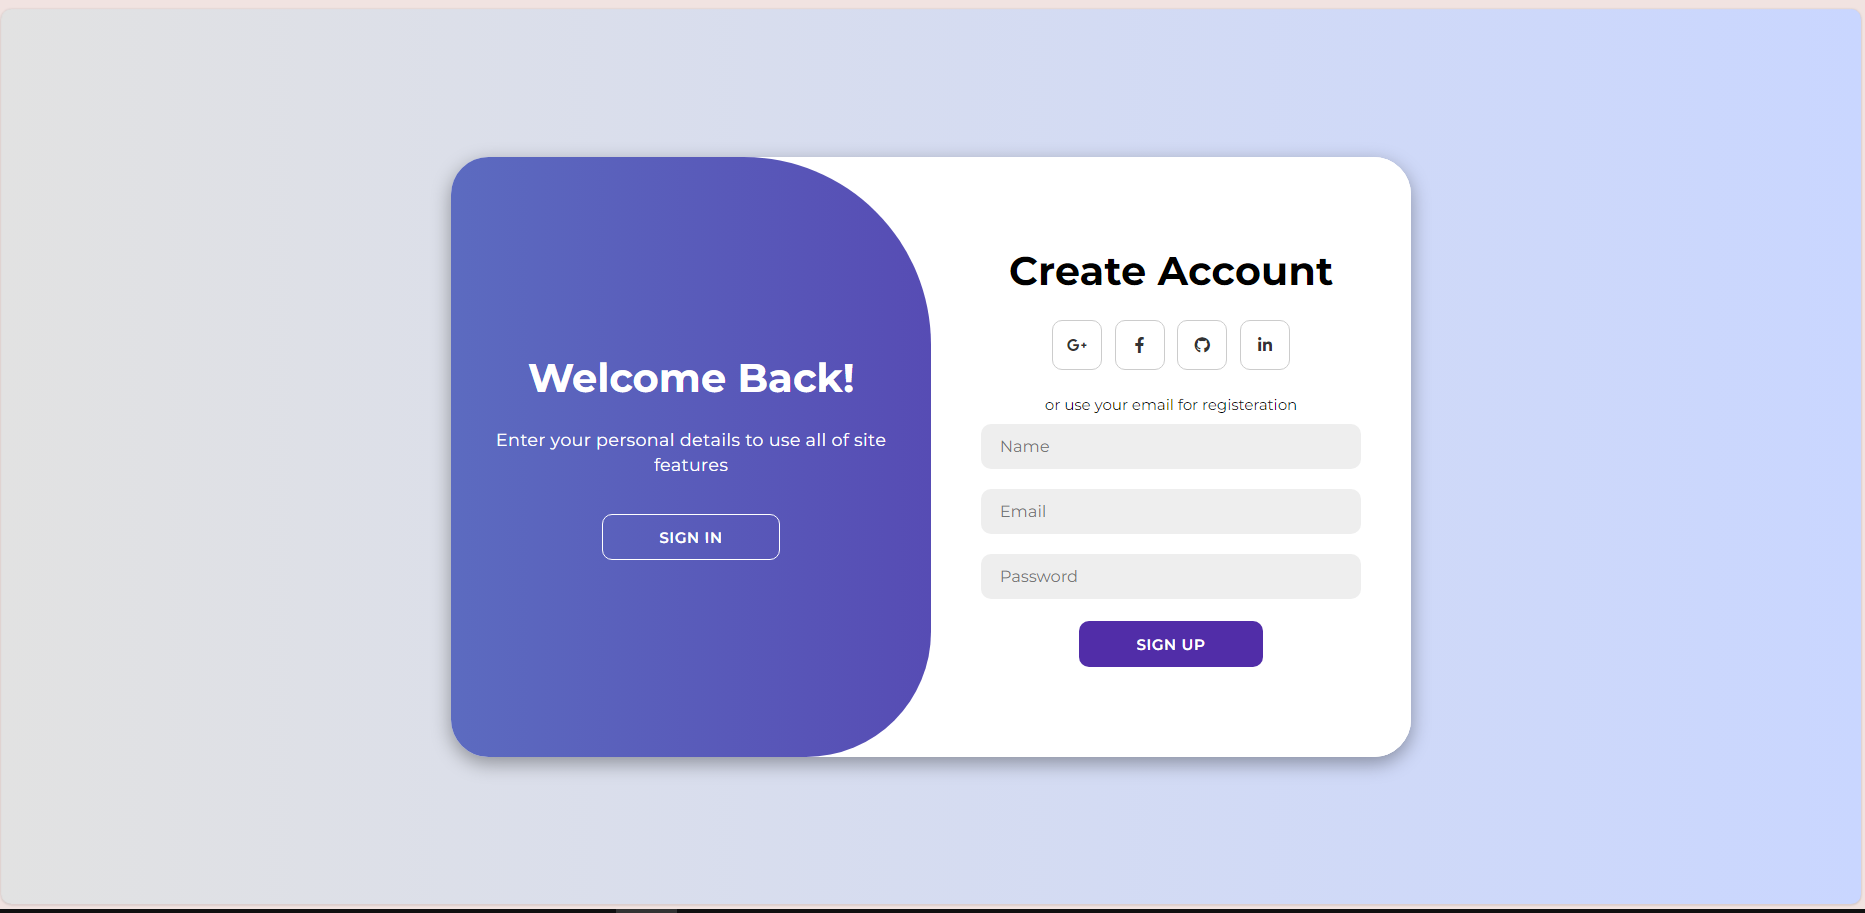 Welcome Back!
Enter your personal details to use all of site
features
SIGN IN
Create Account
G+
f
in
or use your email for registeration
Name
Email
Password
SIGN UP